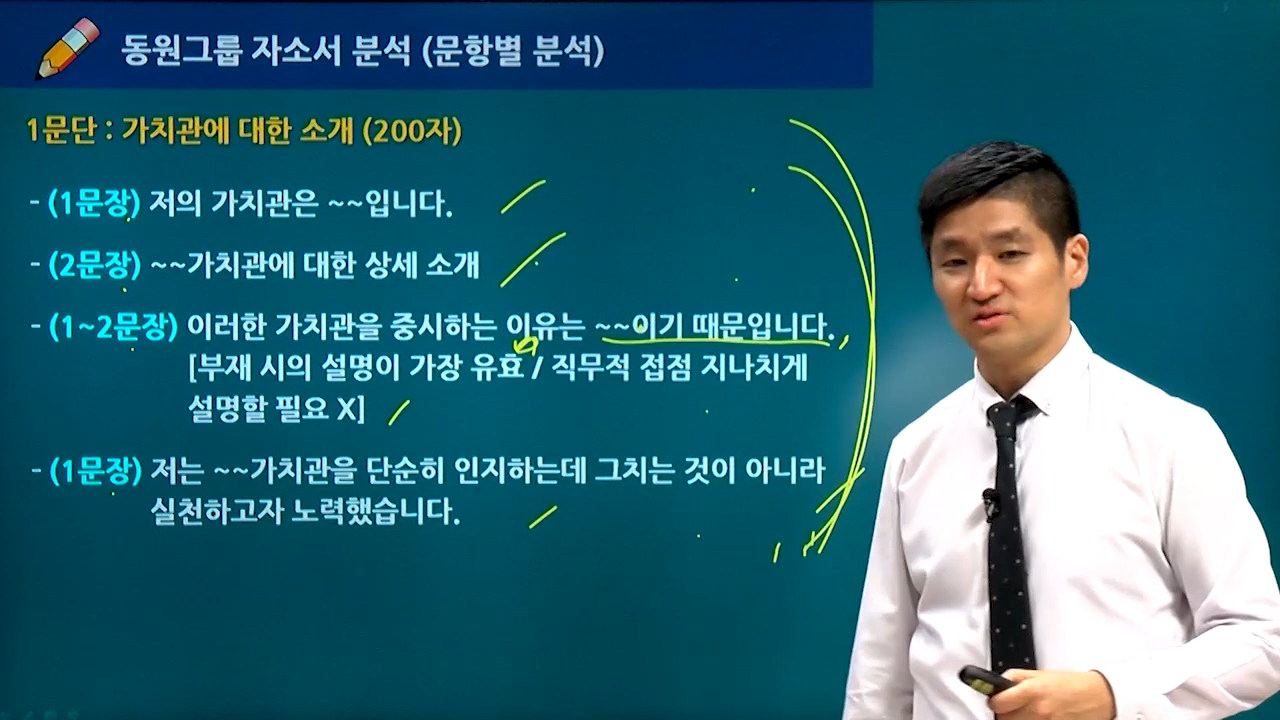 동원그룹 자소서 분석 (문항별 분석)
1문단 : 가치관에 대한 소개 (200자)
- (1문장) 저의 가치관은 ~~입니다.
- (2문장) ~~가치관에 대한 상세 소개
- (1~2문장) 이러한 가치관을 중시하는 이유는 ~~이기 때문입니다.
[부재 시의 설명이 가장 유효 / 직무적 접점 지나치게
설명할 필요 X]
- (1문장) 저는 ~~가치관을 단순히 인지하는데 그치는 것이 아니라
실천하고자 노력했습니다.